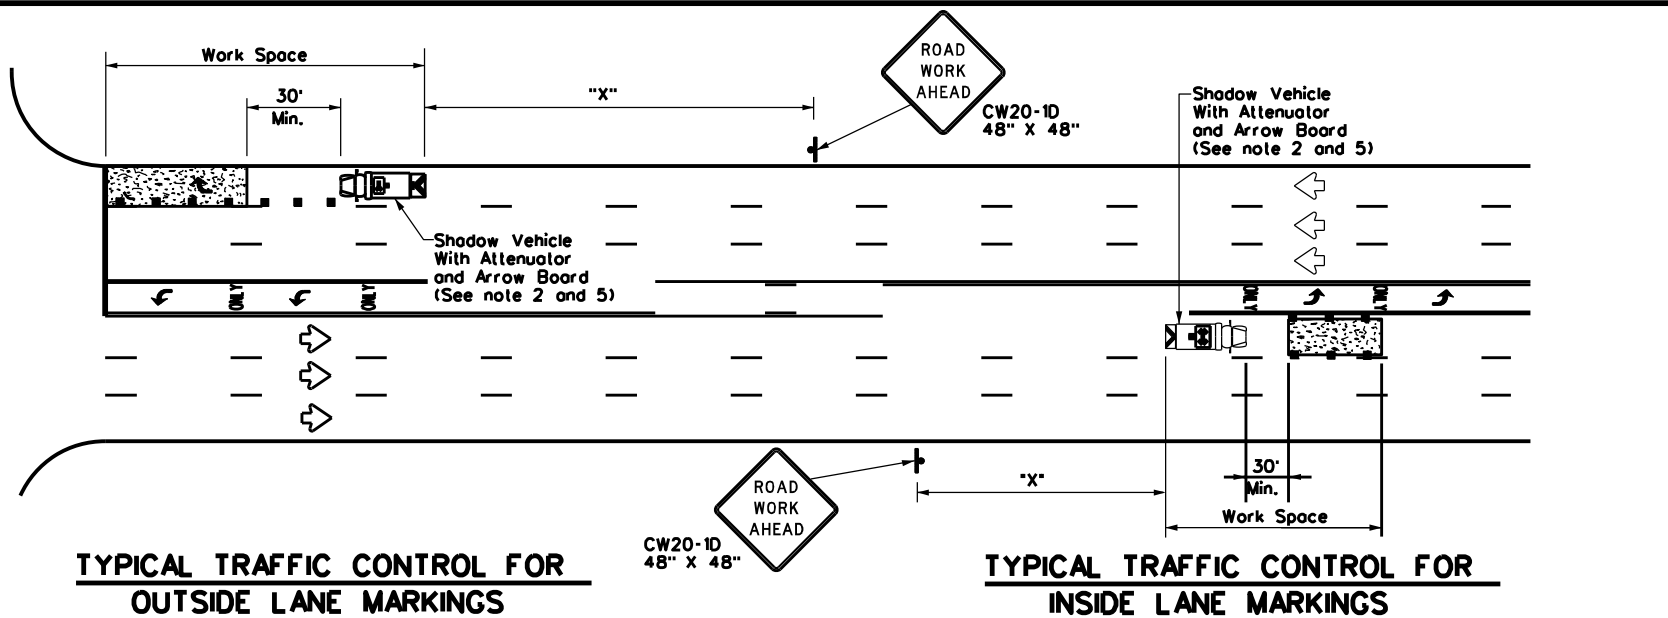 Work Space
30'
Min.
"X"
ROAD
WORK
AHEAD
CW20-1D
48" X 48"
Shadow Vehicle
With Attenuator
and Arrow Board
(See note 2 and 5)
Shadow Vehicle
With Attenuator
and Arrow Board
(See note 2 and 5)
ONLY
ONLY
ONLY
ONLY
ROAD
WORK
AHEAD
CW20-1D
48" X 48"
"X"
30'
Min.
Work Space
TYPICAL TRAFFIC CONTROL FOR
OUTSIDE LANE MARKINGS
TYPICAL TRAFFIC CONTROL FOR
INSIDE LANE MARKINGS